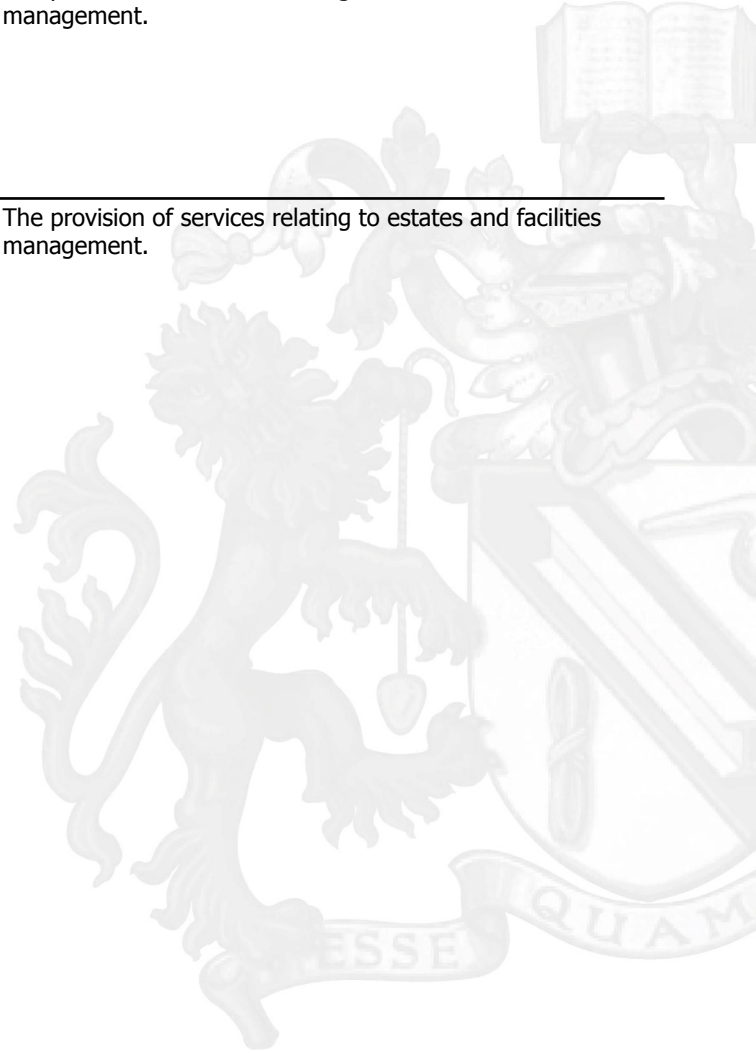 management.
The provision of services relating to estates and facilities
management.
ESSE
QUAM